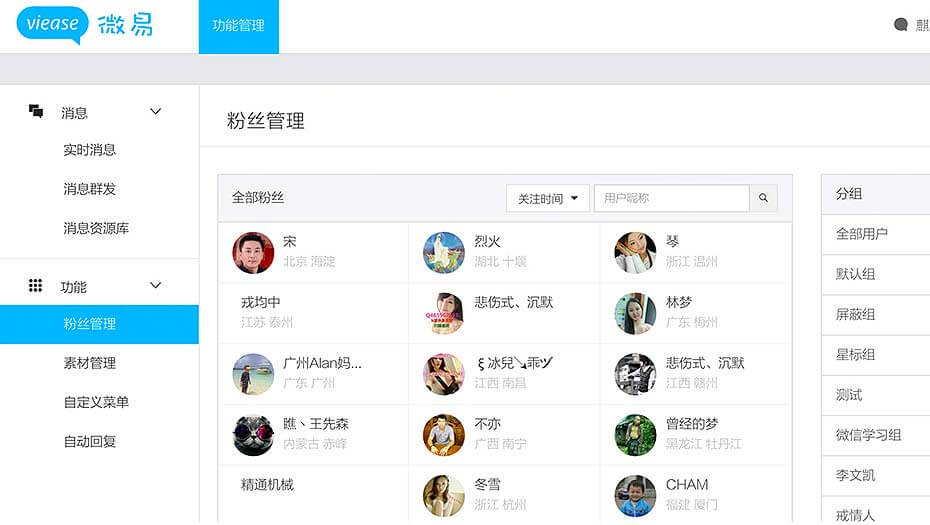 viease 微易
功能管理
消息
实时消息
消息群发
消息资源库
功能
粉丝管理
素材管理
自定义菜单
自动回复
粉丝管理
全部粉丝
关注时间
用户昵称
宋
北京 海淀
烈火
湖北 十堰
琴
浙江 温州
戎均中
江苏 泰州
悲伤式、沉默
林梦
广东 梅州
广州Alan妈...
广东 广州
ξ冰兒↘乖ヅ
江西 南昌
悲伤式、沉默
江西 赣州
瞧丶王先森
内蒙古 赤峰
不亦
广西 南宁
曾经的梦
黑龙江 牡丹江
精通机械
冬雪
浙江 杭州
CHAM
福建 厦门
分组
全部用户
默认组
屏蔽组
星标组
测试
微信学习组
李文凯
戒情人